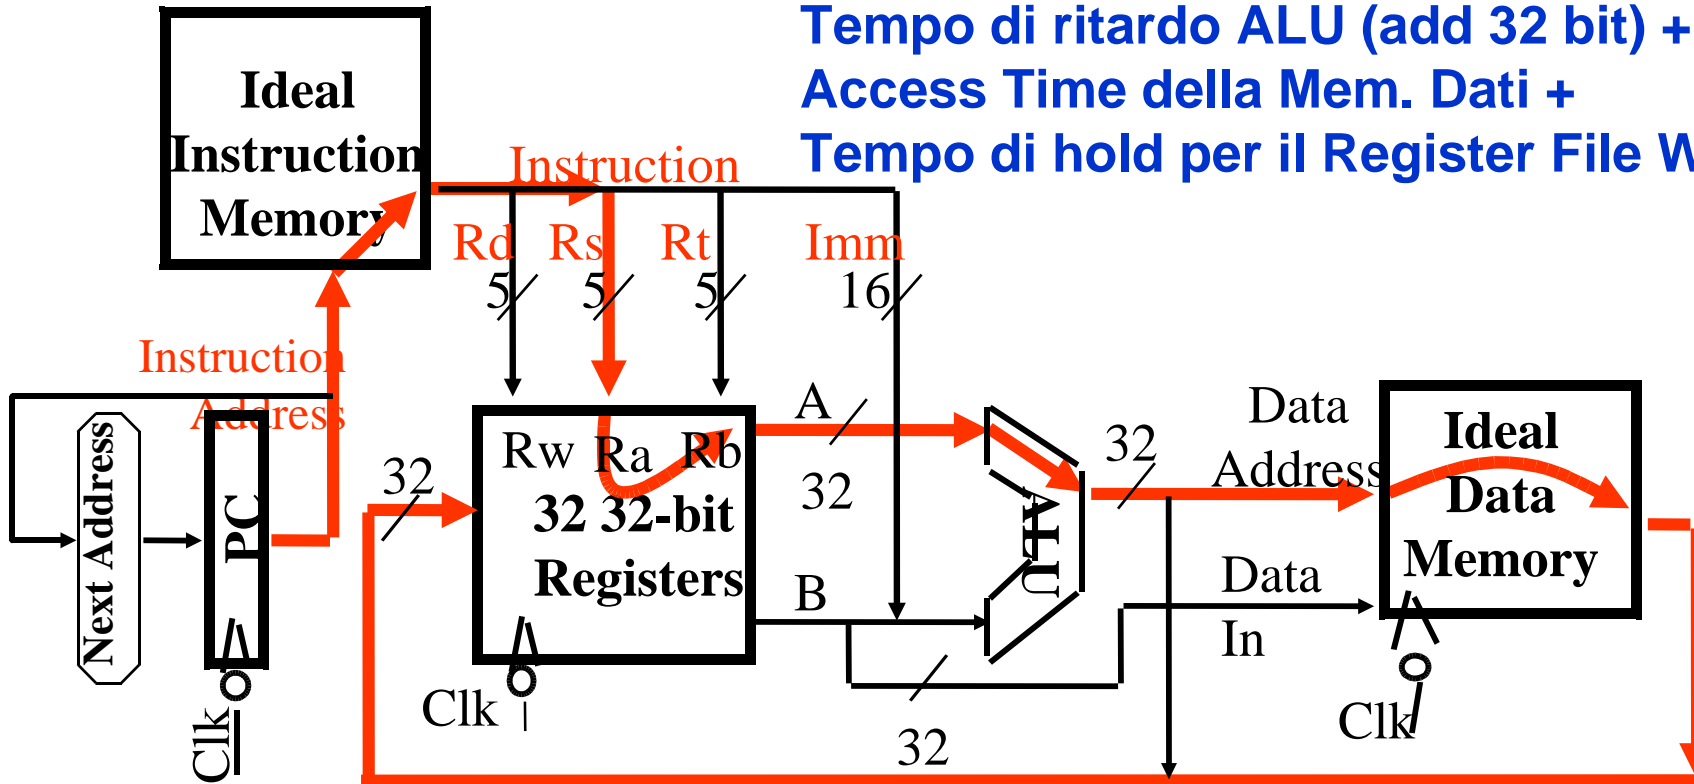 Tempo di ritardo ALU (add 32 bit) +
Access Time della Mem. Dati +
Tempo di hold per il Register File W
Ideal
Instruction
Memory
Instruction
Rd
Rs
Rt
Imm
5
5
5
16
Instruction
Address
Next Address
PC
Clk
32
Rw
Ra
Rb
32 32-bit
Registers
Clk
A
32
B
32
ALU
32
Data
Address
Data
In
Ideal
Data
Memory
Clk